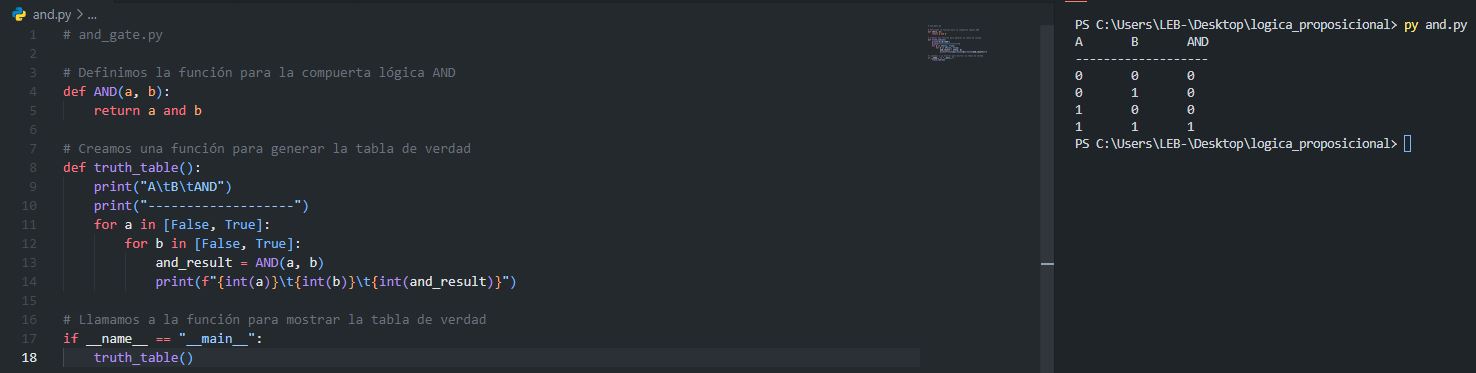 and.py > ...
1 # and_gate.py
2
3 # Definimos la función para la compuerta lógica AND
4 def AND(a, b):
5     return a and b
6
7 # Creamos una función para generar la tabla de verdad
8 def truth_table():
9     print("A\tB\tAND")
10     print("-------------------")
11     for a in [False, True]:
12         for b in [False, True]:
13             and_result = AND(a, b)
14             print(f"{int(a)}\t{int(b)}\t{int(and_result)}")
15
16 # Llamamos a la función para mostrar la tabla de verdad
17 if __name__ == "__main__":
18     truth_table()
PS C:\Users\LEB-\Desktop\logica_proposicional> py and.py
A B AND
-------------------
0 0 0
0 1 0
1 0 0
1 1 1
PS C:\Users\LEB-\Desktop\logica_proposicional>